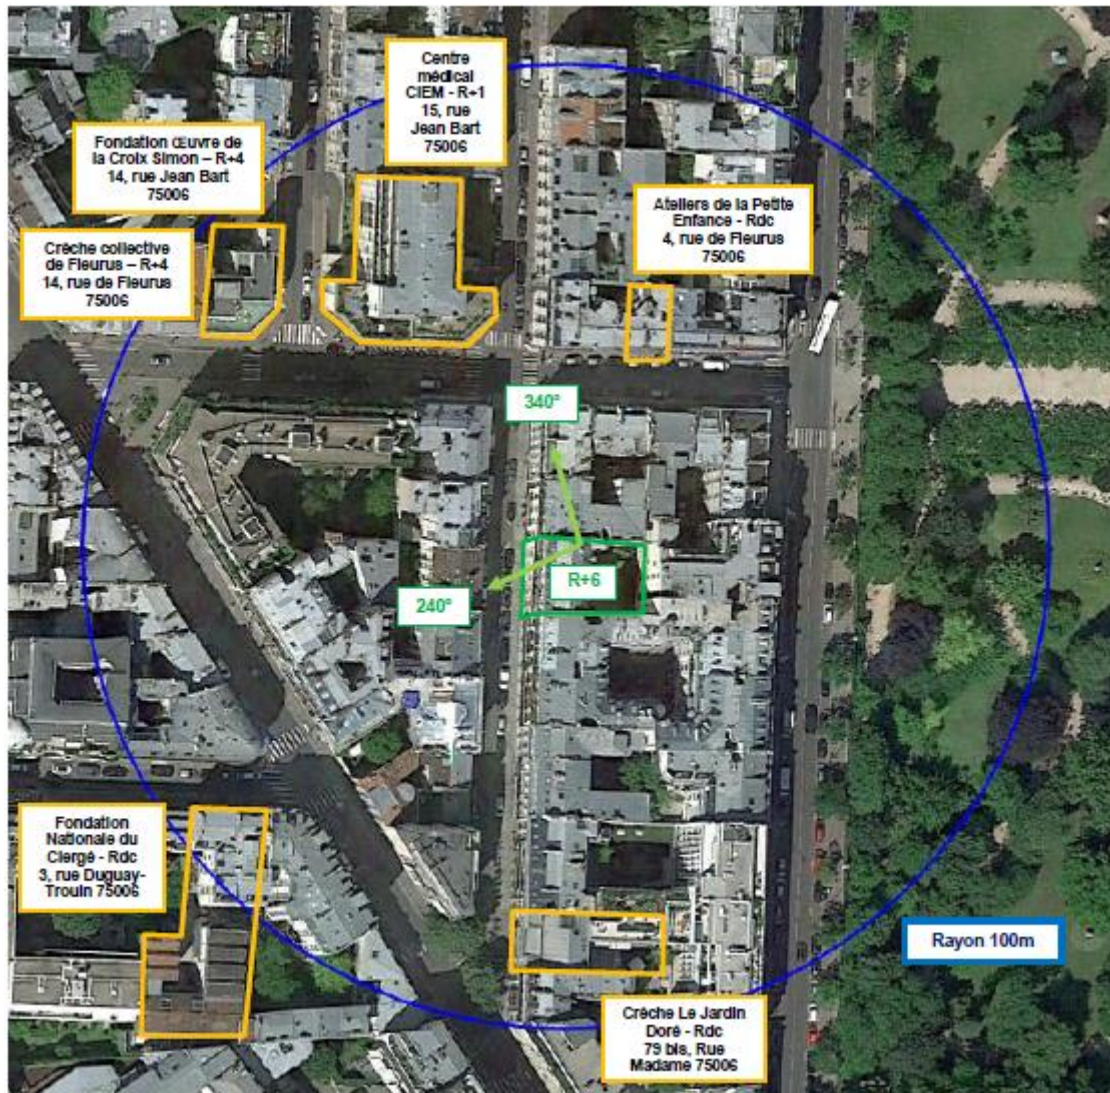 Centre
médical
CIEM - R+1
15, rue
Jean Bart
75006
Fondation Œuvre de
la Croix Simon – R+4
14, rue Jean Bart
75006
Ateliers de la Petite
Enfance - Rdc
4, rue de Fleurus
75006
Crèche collective
de Fleurus – R+4
14, rue de Fleurus
75006
340°
R+6
240°
Fondation
Nationale du
Clergé - Rdc
3, rue Duguay-
Trouin 75006
Rayon 100m
Crèche Le Jardin
Doré - Rdc
79 bis, Rue
Madame 75006